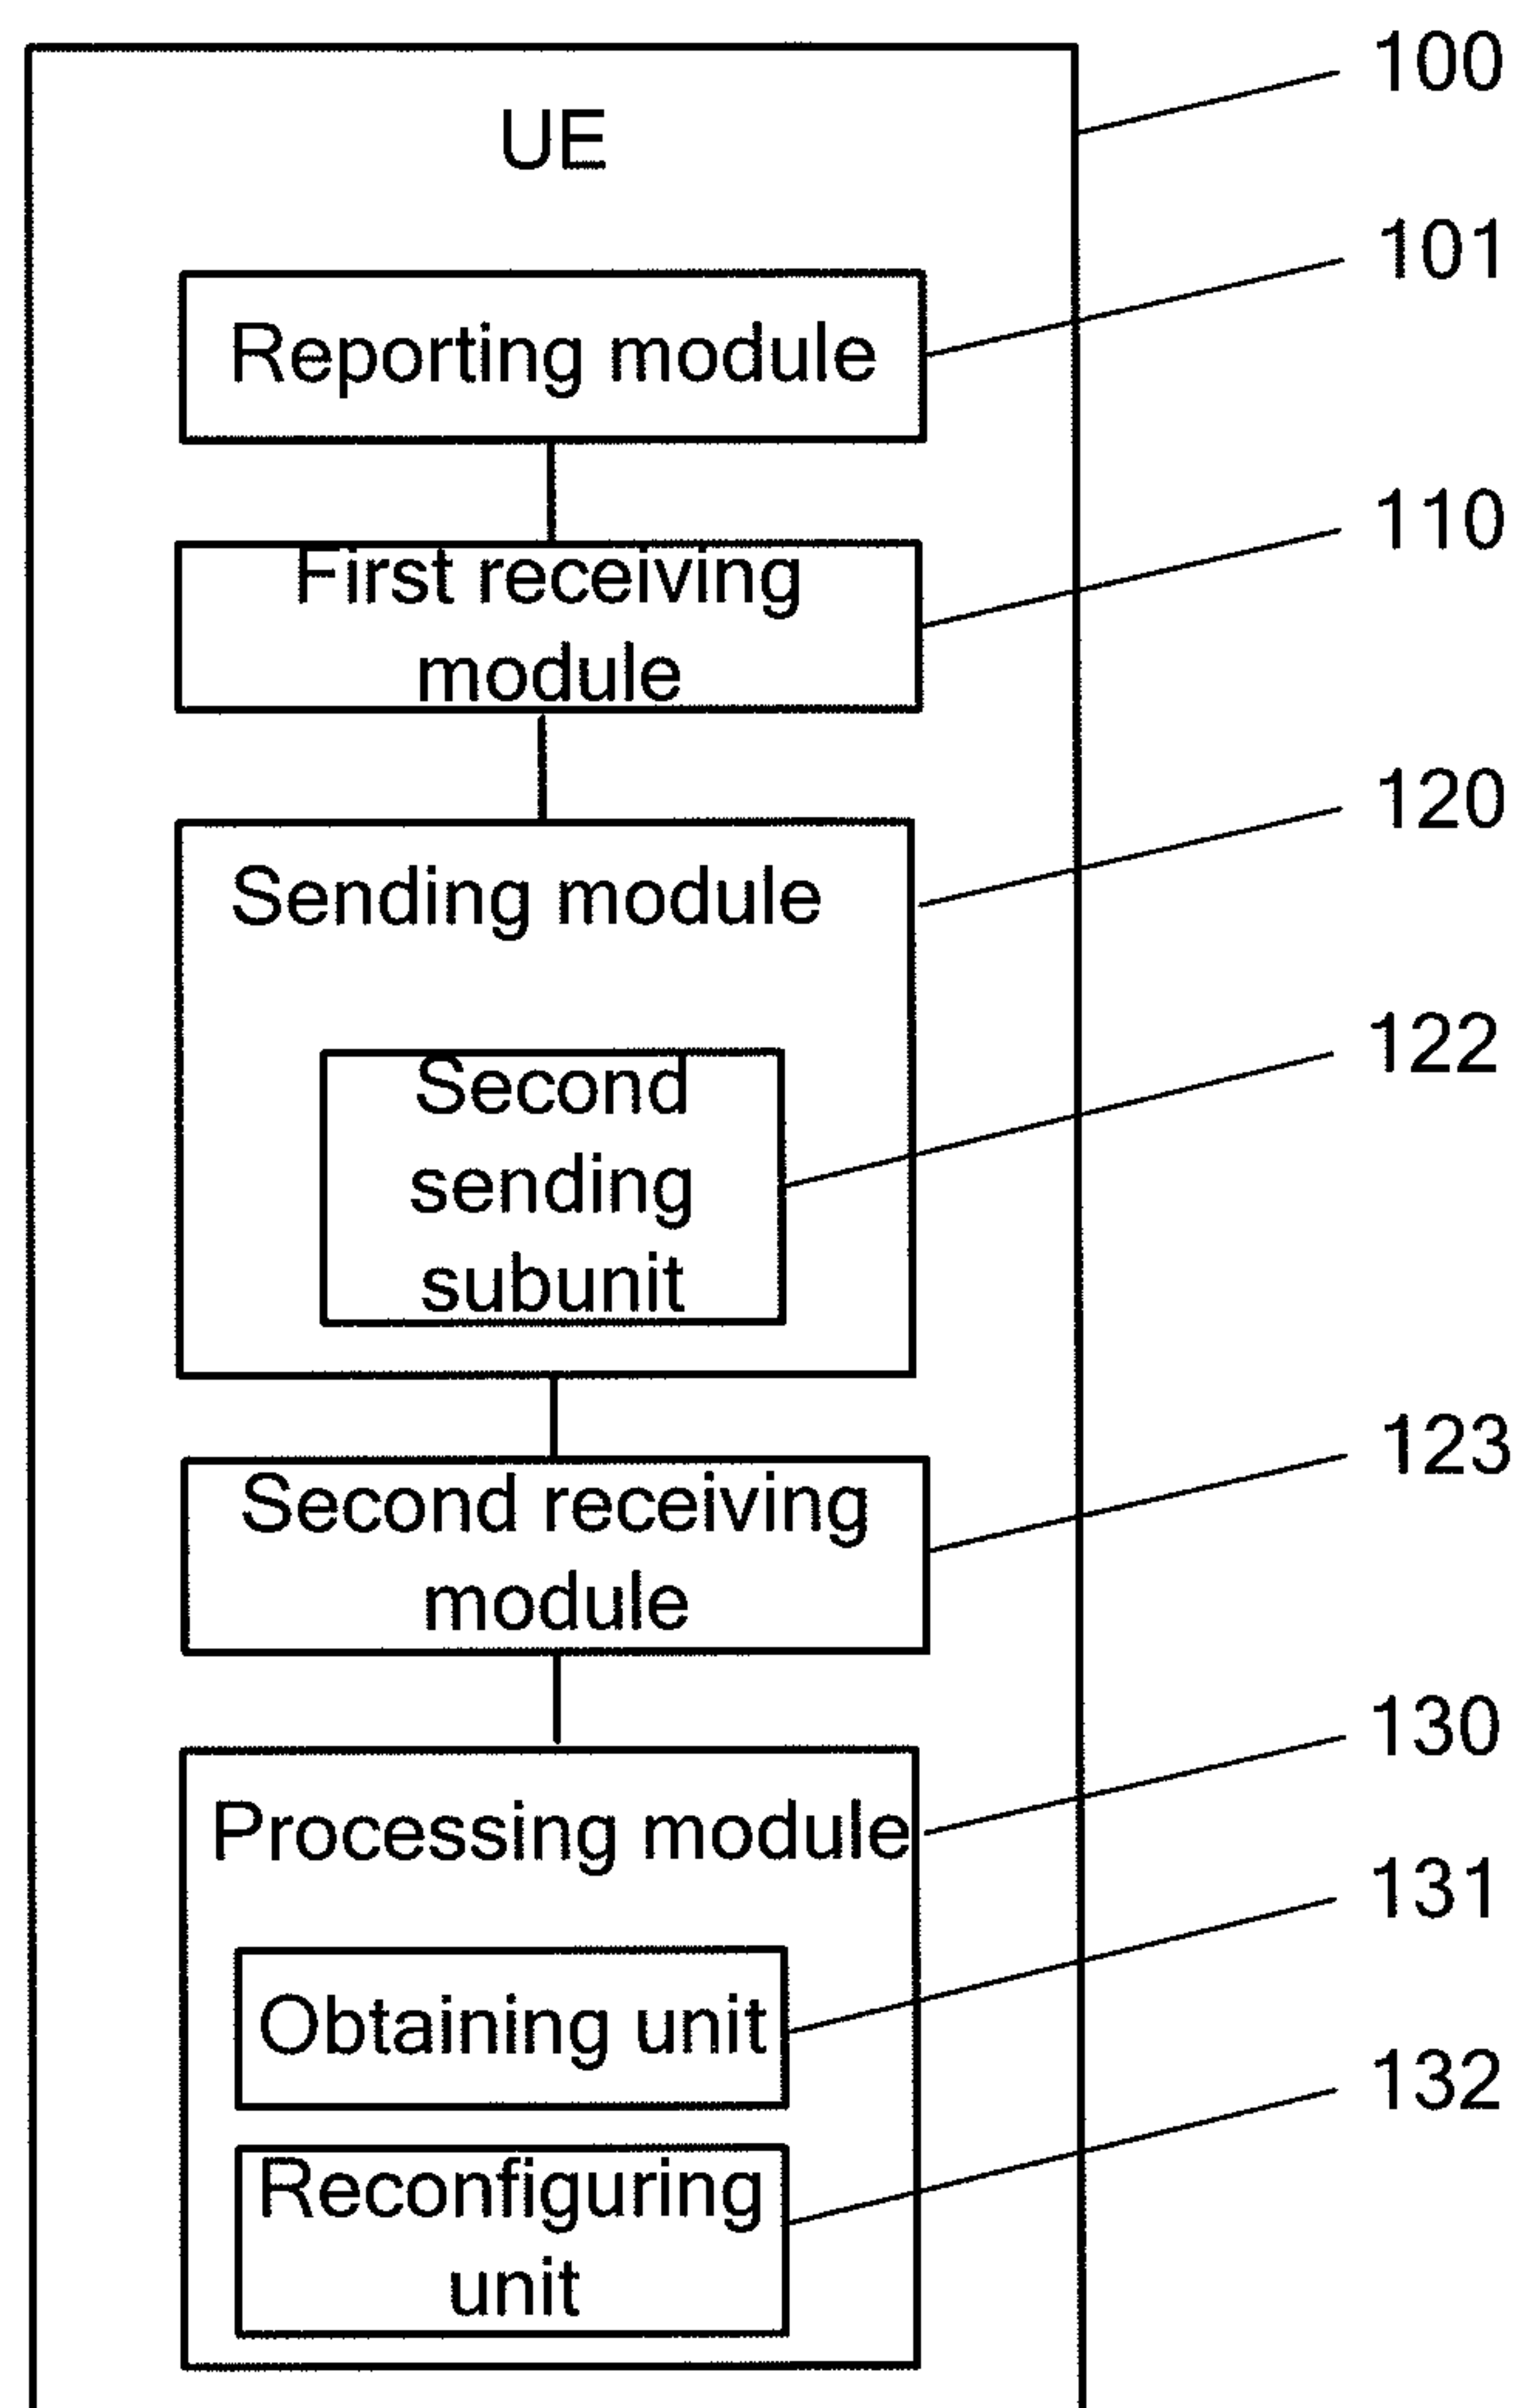 100
UE
101
Reporting module
110
First receiving
module
120
Sending module
122
Second
sending
subunit
123
Second receiving
module
130
Processing module
131
Obtaining unit
132
Reconfiguring
unit